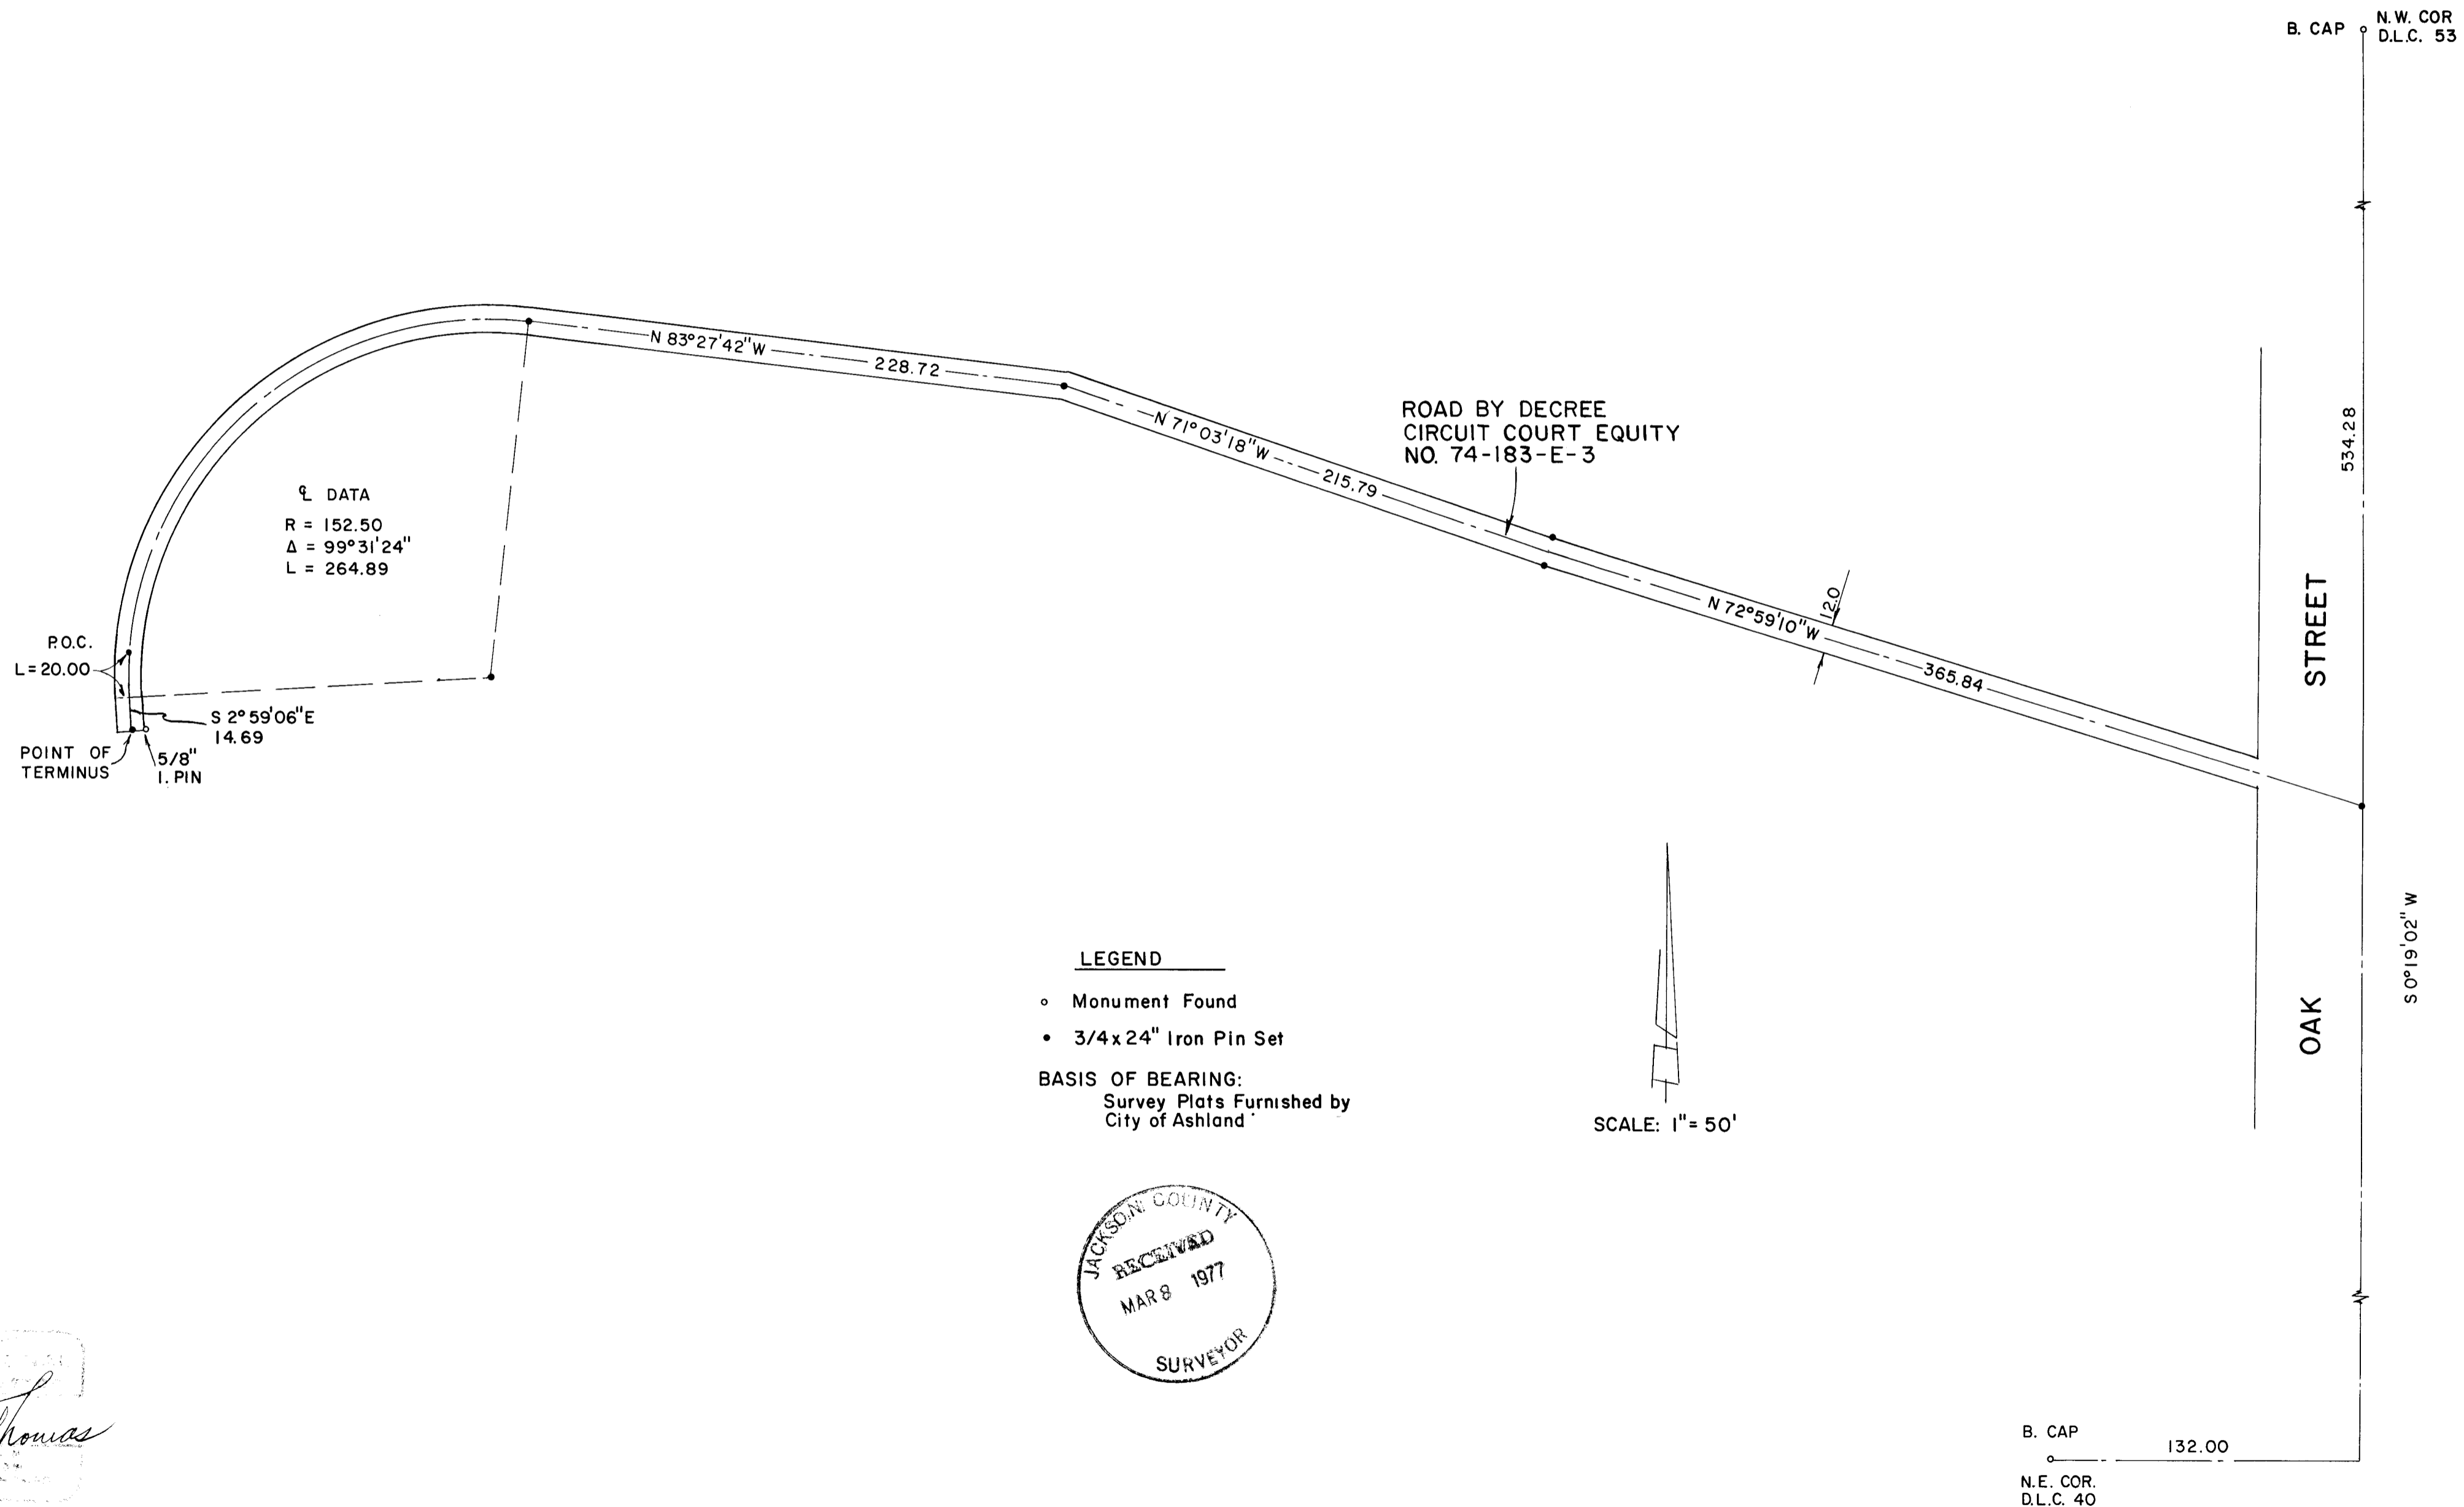 B. CAP
N.W. COR
D.L.C. 53
534.28
N 83°27'42"W
228.72
N 71°03'18"W
215.79
ROAD BY DECREE
CIRCUIT COURT EQUITY
NO. 74-183-E-3
℄ DATA
R = 152.50
Δ = 99°31'24"
L = 264.89
12.0
N 72°59'10"W
365.84
P.O.C.
L=20.00
S 2°59'06"E
14.69
POINT OF
TERMINUS
5/8"
I. PIN
OAK STREET
S 0°19'02" W
LEGEND
Monument Found
3/4 x 24" Iron Pin Set
BASIS OF BEARING:
Survey Plats Furnished by
City of Ashland
SCALE: 1"= 50'
JACKSON COUNTY
RECEIVED
MAR 8 1977
SURVEYOR
Thomas
B. CAP
132.00
N.E. COR.
D.L.C. 40